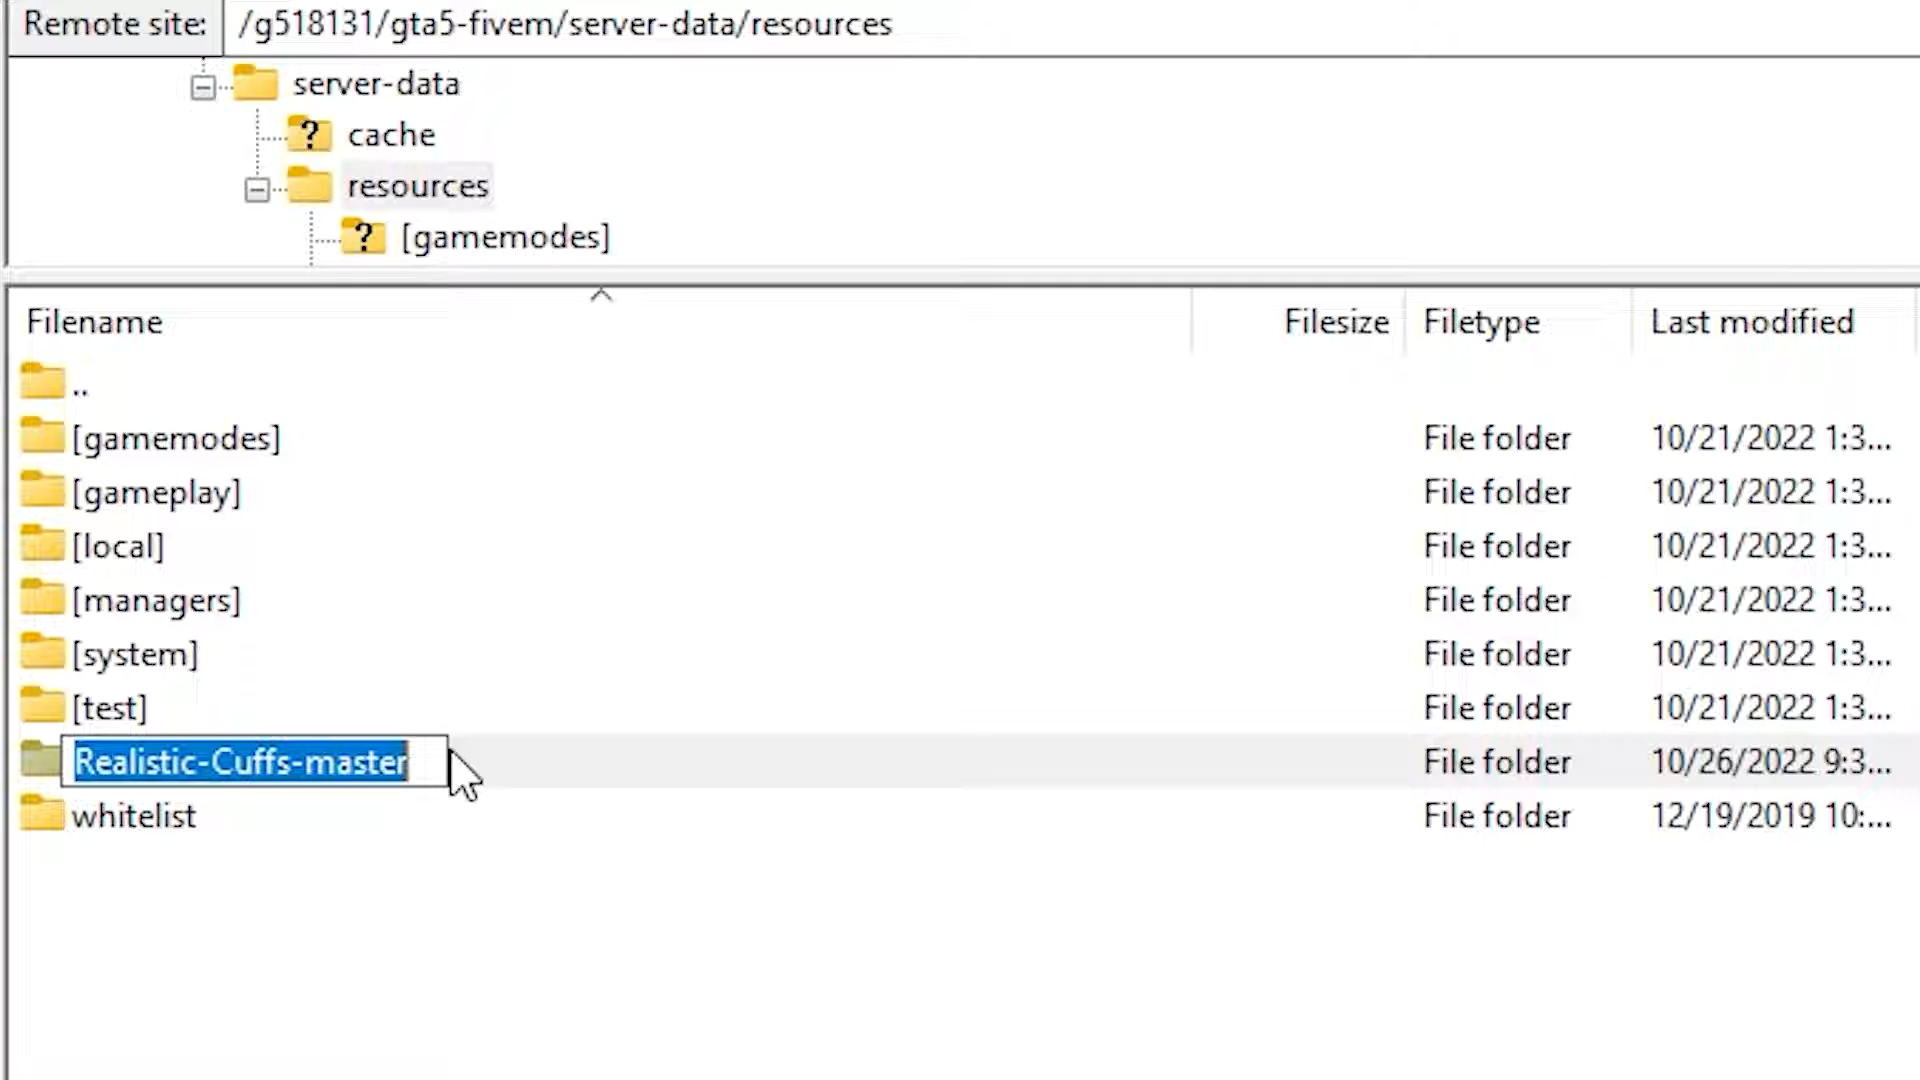 Remote site: /g518131/gta5-fivem/server-data/resources
server-data
? cache
resources
? [gamemodes]
Filename Filesize Filetype Last modified
..
[gamemodes] File folder 10/21/2022 1:3...
[gameplay] File folder 10/21/2022 1:3...
[local] File folder 10/21/2022 1:3...
[managers] File folder 10/21/2022 1:3...
[system] File folder 10/21/2022 1:3...
[test] File folder 10/21/2022 1:3...
Realistic-Cuffs-master File folder 10/26/2022 9:3...
whitelist File folder 12/19/2019 10:...